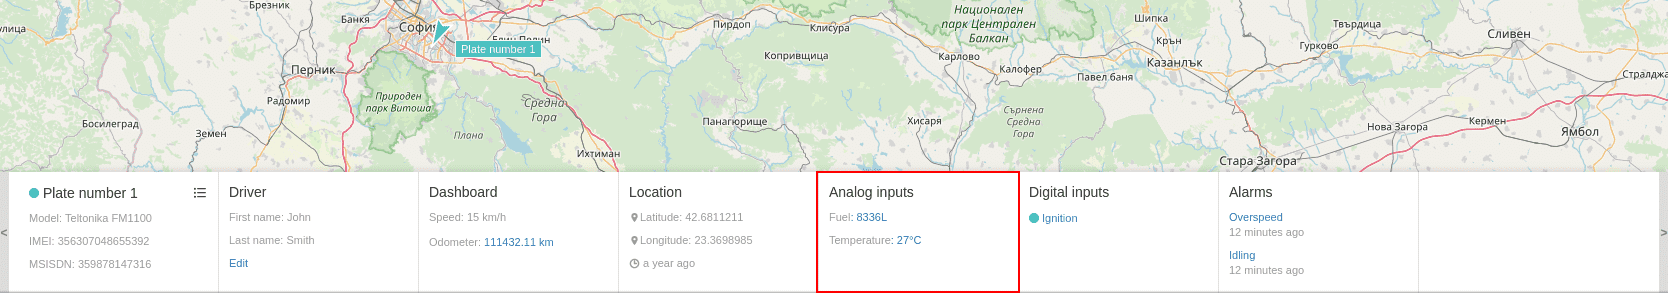 Брезник
Банкя
София
Елин Пелин
Пирдоп
Клисура
Национален
парк Централен
Балкан
Шипка
Твърдица
Сливен
Plate number 1
Копривщица
Карлово
Калофер
Крън
Казанлък
Гурково
Павел баня
Перник
Радомир
Природен
парк Витоша
Средна
Гора
Сърнена
Средна
Гора
Босилеград
Земен
Плана
Панагюрище
Хисаря
Нова Загора
Кермен
Ямбол
Ихтиман
Стара Загора
Plate number 1
Model: Teltonika FM1100
IMEI: 356307048655392
MSISDN: 359878147316
Driver
First name: John
Last name: Smith
Edit
Dashboard
Speed: 15 km/h
Odometer: 111432.11 km
Location
Latitude: 42.6811211
Longitude: 23.3698985
a year ago
Analog inputs
Fuel: 8336L
Temperature: 27°C
Digital inputs
Ignition
Alarms
Overspeed
12 minutes ago
Idling
12 minutes ago
<
>